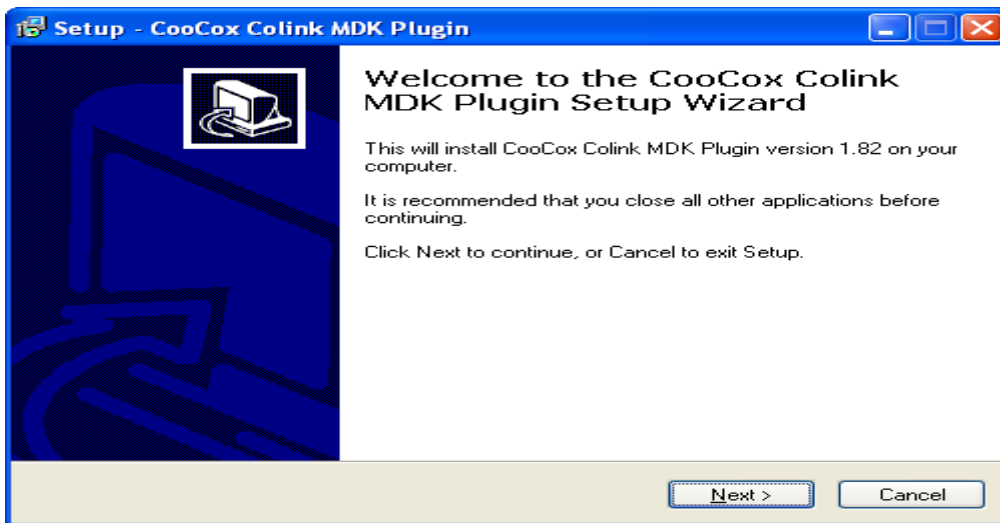 Setup - CooCox Colink MDK Plugin
Welcome to the CooCox Colink
MDK Plugin Setup Wizard
This will install CooCox Colink MDK Plugin version 1.82 on your
computer.
It is recommended that you close all other applications before
continuing.
Click Next to continue, or Cancel to exit Setup.
Next >
Cancel